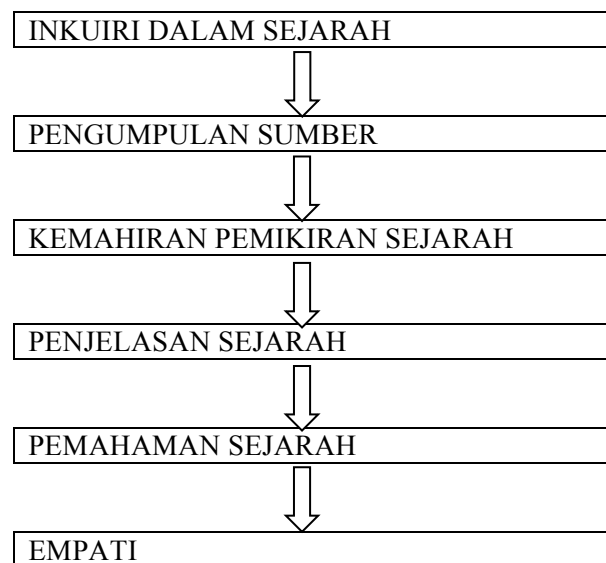 INKUIRI DALAM SEJARAH
PENGUMPULAN SUMBER
KEMAHIRAN PEMIKIRAN SEJARAH
PENJELASAN SEJARAH
PEMAHAMAN SEJARAH
EMPATI